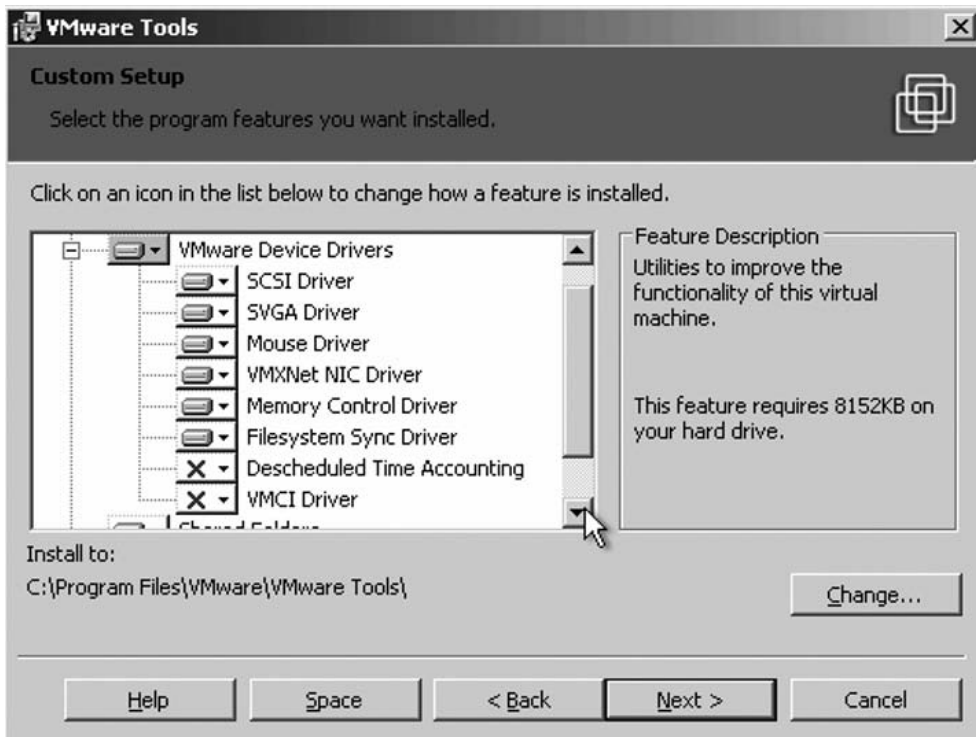 VMware Tools
Custom Setup
Select the program features you want installed.
Click on an icon in the list below to change how a feature is installed.
VMware Device Drivers
SCSI Driver
SVGA Driver
Mouse Driver
VMXNet NIC Driver
Memory Control Driver
Filesystem Sync Driver
Descheduled Time Accounting
VMCI Driver
Shared Folders
Feature Description
Utilities to improve the
functionality of this virtual
machine.
This feature requires 8152KB on
your hard drive.
Install to:
C:\Program Files\VMware\VMware Tools\
Change...
Help
Space
< Back
Next >
Cancel